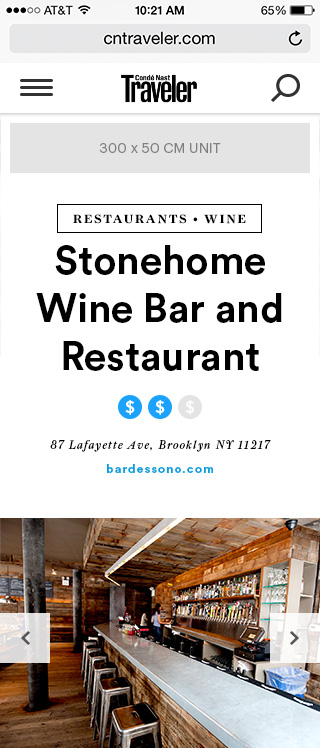 AT&T 10:21 AM 65%
cntraveler.com
Condé Nast
Traveler
300 x 50 CM UNIT
RESTAURANTS • WINE
Stonehome
Wine Bar and
Restaurant
$ $ $
87 Lafayette Ave, Brooklyn NY 11217
bardessono.com